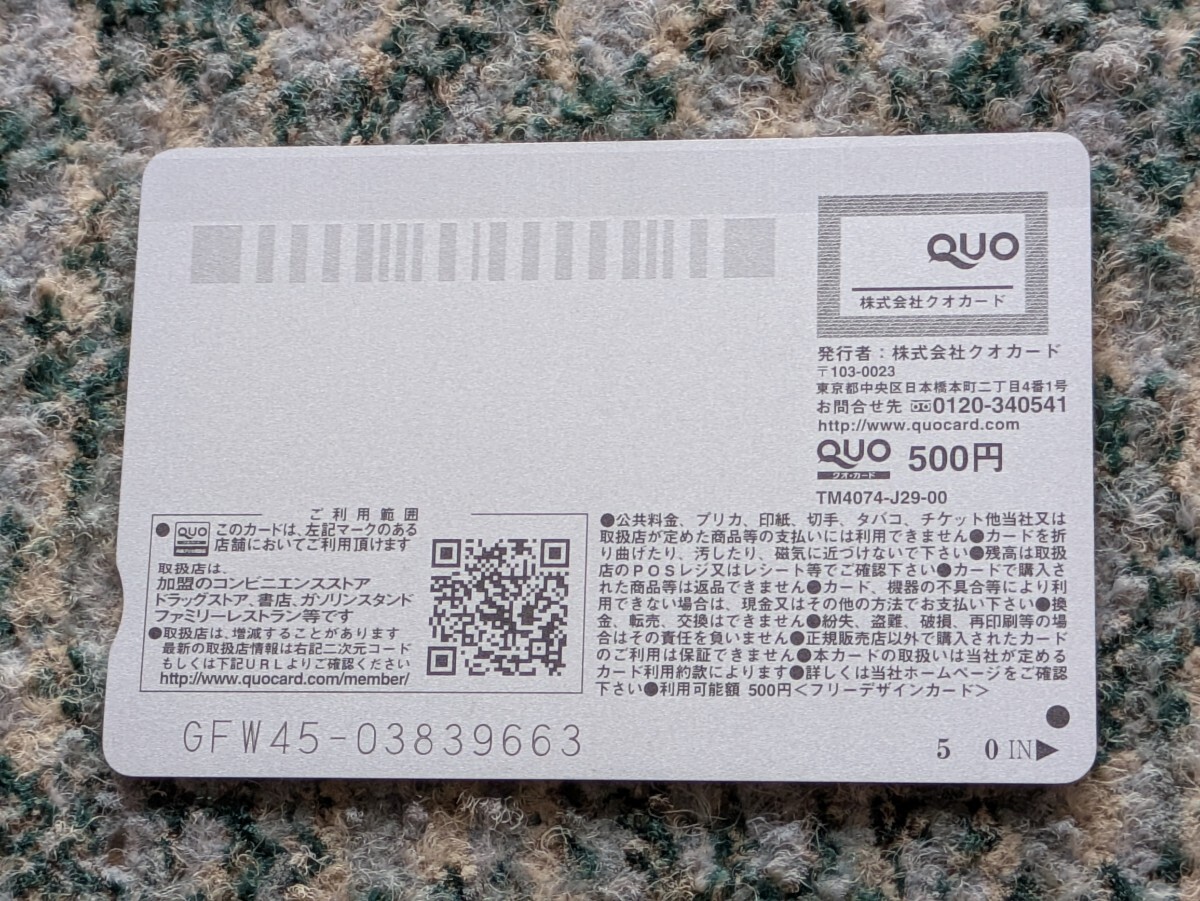 QUO
株式会社クオカード
発行者：株式会社クオカード
〒103-0023
東京都中央区日本橋本町二丁目4番1号
お問合せ先 0120-340541
http://www.quocard.com
QUO 500円
クオ・カード
TM4074-J29-00
ご利用範囲
●QUO このカードは、左記マークのある
店舗においてご利用頂けます
取扱店は、
加盟のコンビニエンスストア
ドラッグストア、書店、ガソリンスタンド
ファミリーレストラン等です
●取扱店は、増減することがあります
最新の取扱店情報は右記二次元コード
もしくは下記URLよりご確認ください
http://www.quocard.com/member/
●公共料金、プリカ、印紙、切手、タバコ、チケット他当社又は
取扱店が定めた商品等の支払いには利用できません●カードを折
り曲げたり、汚したり、磁気に近づけないで下さい●残高は取扱
店のPOSレジ又はレシート等でご確認下さい●カードで購入さ
れた商品等は返品できません●カード、機器の不具合等により利
用できない場合は、現金又はその他の方法でお支払い下さい●換
金、転売、交換はできません●紛失、盗難、破損、再印刷等の場
合はその責任を負いません●正規販売店以外で購入されたカード
のご利用は保証できません●本カードの取扱いは当社が定める
カード利用約款によります●詳しくは当社ホームページをご確認
下さい●利用可能額 500円＜フリーデザインカード＞
GFW45-03839663
5 0 IN▶